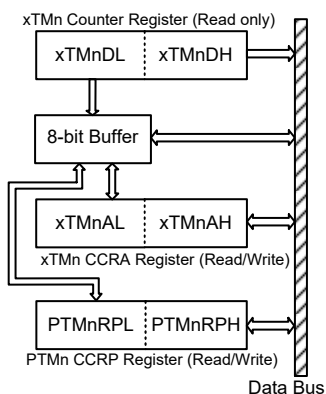 xTMn Counter Register (Read only)
xTMnDL xTMnDH
8-bit Buffer
xTMnAL xTMnAH
xTMn CCRA Register (Read/Write)
PTMnRPL PTMnRPH
PTMn CCRP Register (Read/Write)
Data Bus